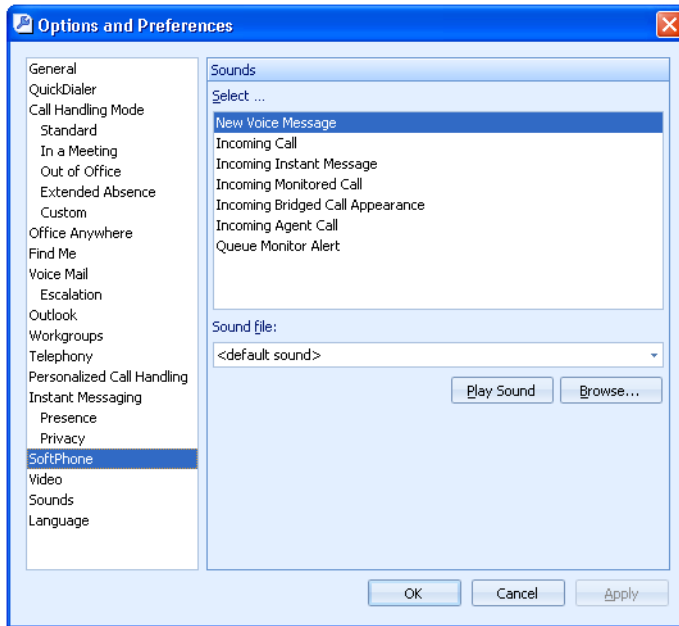 Options and Preferences
General
QuickDialer
Call Handling Mode
Standard
In a Meeting
Out of Office
Extended Absence
Custom
Office Anywhere
Find Me
Voice Mail
Escalation
Outlook
Workgroups
Telephony
Personalized Call Handling
Instant Messaging
Presence
Privacy
SoftPhone
Video
Sounds
Language
Sounds
Select ...
New Voice Message
Incoming Call
Incoming Instant Message
Incoming Monitored Call
Incoming Bridged Call Appearance
Incoming Agent Call
Queue Monitor Alert
Sound file:
<default sound>
Play Sound Browse...
OK Cancel Apply